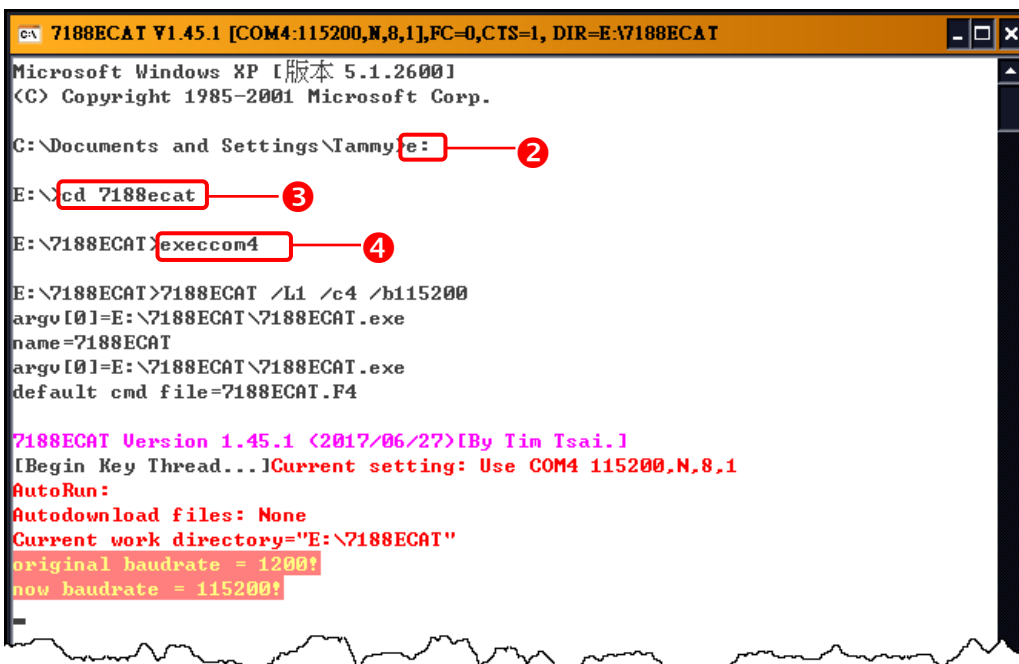 7188ECAT V1.45.1 [COM4:115200,N,8,1],FC=0,CTS=1, DIR=E:\7188ECAT
Microsoft Windows XP [版本 5.1.2600]
(C) Copyright 1985-2001 Microsoft Corp.
C:\Documents and Settings\Tammy>e:
2
E:\>cd 7188ecat
3
E:\7188ECAT>execcom4
4
E:\7188ECAT>7188ECAT /L1 /c4 /b115200
argv[0]=E:\7188ECAT\7188ECAT.exe
name=7188ECAT
argv[0]=E:\7188ECAT\7188ECAT.exe
default cmd file=7188ECAT.F4
7188ECAT Version 1.45.1 (2017/06/27)[By Tim Tsai.]
[Begin Key Thread...]Current setting: Use COM4 115200,N,8,1
AutoRun:
Autodownload files: None
Current work directory="E:\7188ECAT"
original baudrate = 1200!
now baudrate = 115200!